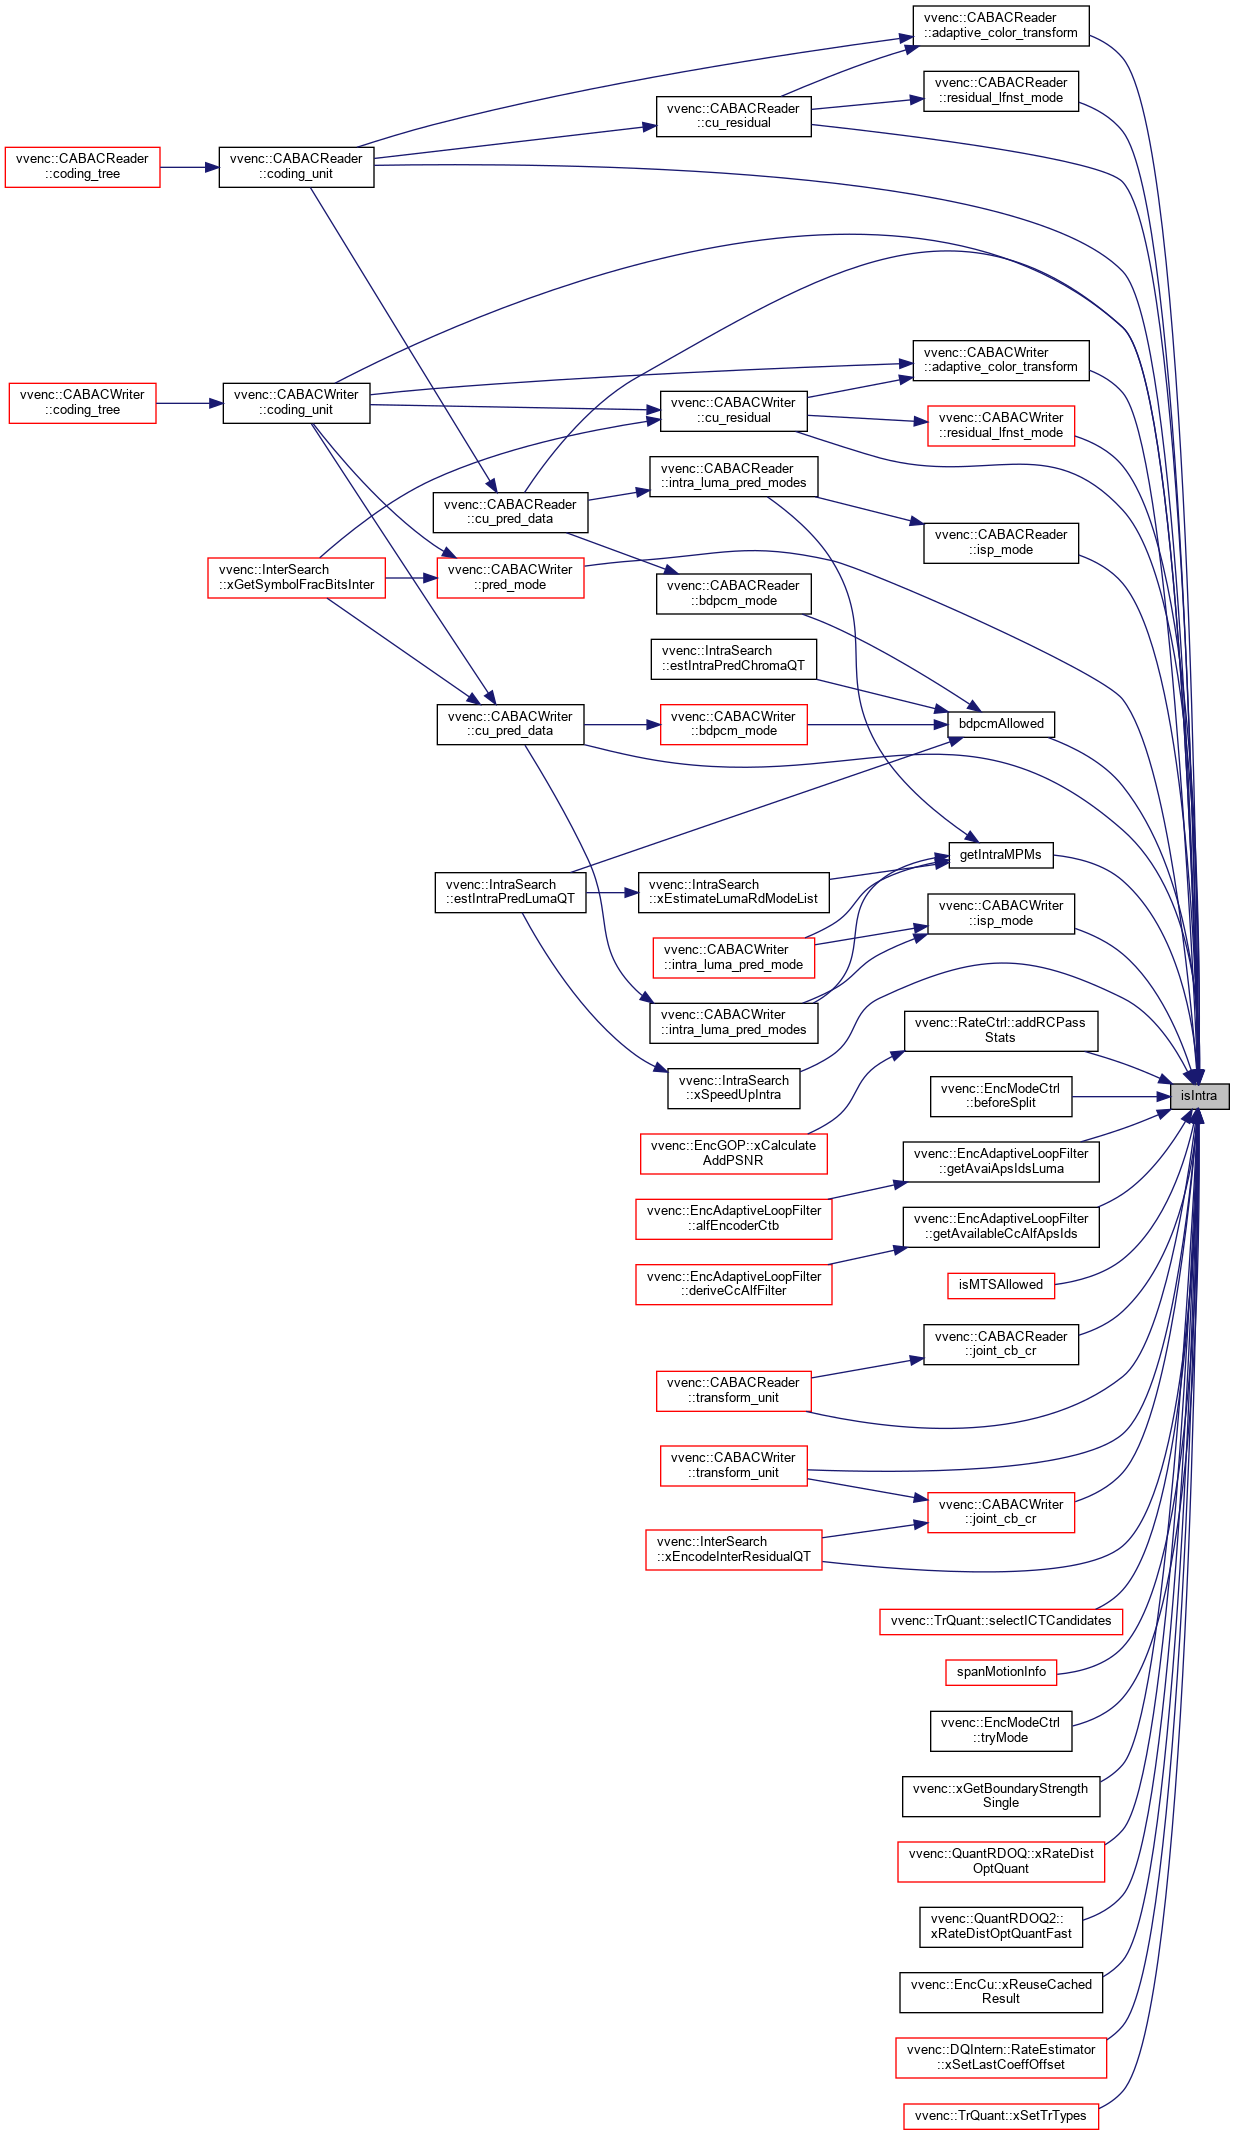 vvenc::CABACReader
::adaptive_color_transform
vvenc::CABACReader
::residual_lfnst_mode
vvenc::CABACReader
::cu_residual
vvenc::CABACReader
::coding_tree
vvenc::CABACReader
::coding_unit
vvenc::CABACWriter
::adaptive_color_transform
vvenc::CABACWriter
::coding_tree
vvenc::CABACWriter
::coding_unit
vvenc::CABACWriter
::cu_residual
vvenc::CABACWriter
::residual_lfnst_mode
vvenc::CABACReader
::intra_luma_pred_modes
vvenc::CABACReader
::cu_pred_data
vvenc::CABACReader
::isp_mode
vvenc::InterSearch
::xGetSymbolFracBitsInter
vvenc::CABACWriter
::pred_mode
vvenc::CABACReader
::bdpcm_mode
vvenc::IntraSearch
::estIntraPredChromaQT
vvenc::CABACWriter
::cu_pred_data
vvenc::CABACWriter
::bdpcm_mode
bdpcmAllowed
getIntraMPMs
vvenc::IntraSearch
::estIntraPredLumaQT
vvenc::IntraSearch
::xEstimateLumaRdModeList
vvenc::CABACWriter
::isp_mode
vvenc::CABACWriter
::intra_luma_pred_mode
vvenc::CABACWriter
::intra_luma_pred_modes
vvenc::RateCtrl::addRCPass
Stats
vvenc::IntraSearch
::xSpeedUpIntra
vvenc::EncModeCtrl
::beforeSplit
isIntra
vvenc::EncGOP::xCalculate
AddPSNR
vvenc::EncAdaptiveLoopFilter
::getAvaiApsIdsLuma
vvenc::EncAdaptiveLoopFilter
::alfEncoderCtb
vvenc::EncAdaptiveLoopFilter
::getAvailableCcAlfApsIds
vvenc::EncAdaptiveLoopFilter
::deriveCcAlfFilter
isMTSAllowed
vvenc::CABACReader
::joint_cb_cr
vvenc::CABACReader
::transform_unit
vvenc::CABACWriter
::transform_unit
vvenc::CABACWriter
::joint_cb_cr
vvenc::InterSearch
::xEncodeInterResidualQT
vvenc::TrQuant::selectICTCandidates
spanMotionInfo
vvenc::EncModeCtrl
::tryMode
vvenc::xGetBoundaryStrength
Single
vvenc::QuantRDOQ::xRateDist
OptQuant
vvenc::QuantRDOQ2::
xRateDistOptQuantFast
vvenc::EncCu::xReuseCached
Result
vvenc::DQIntern::RateEstimator
::xSetLastCoeffOffset
vvenc::TrQuant::xSetTrTypes